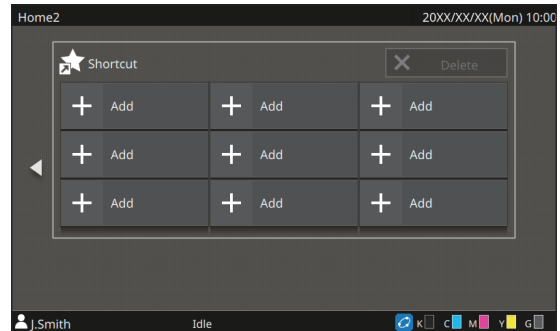 Home2 20XX/XX/XX(Mon) 10:00
Shortcut Delete
Add Add Add
Add Add Add
Add Add Add
J.Smith Idle K C M Y G